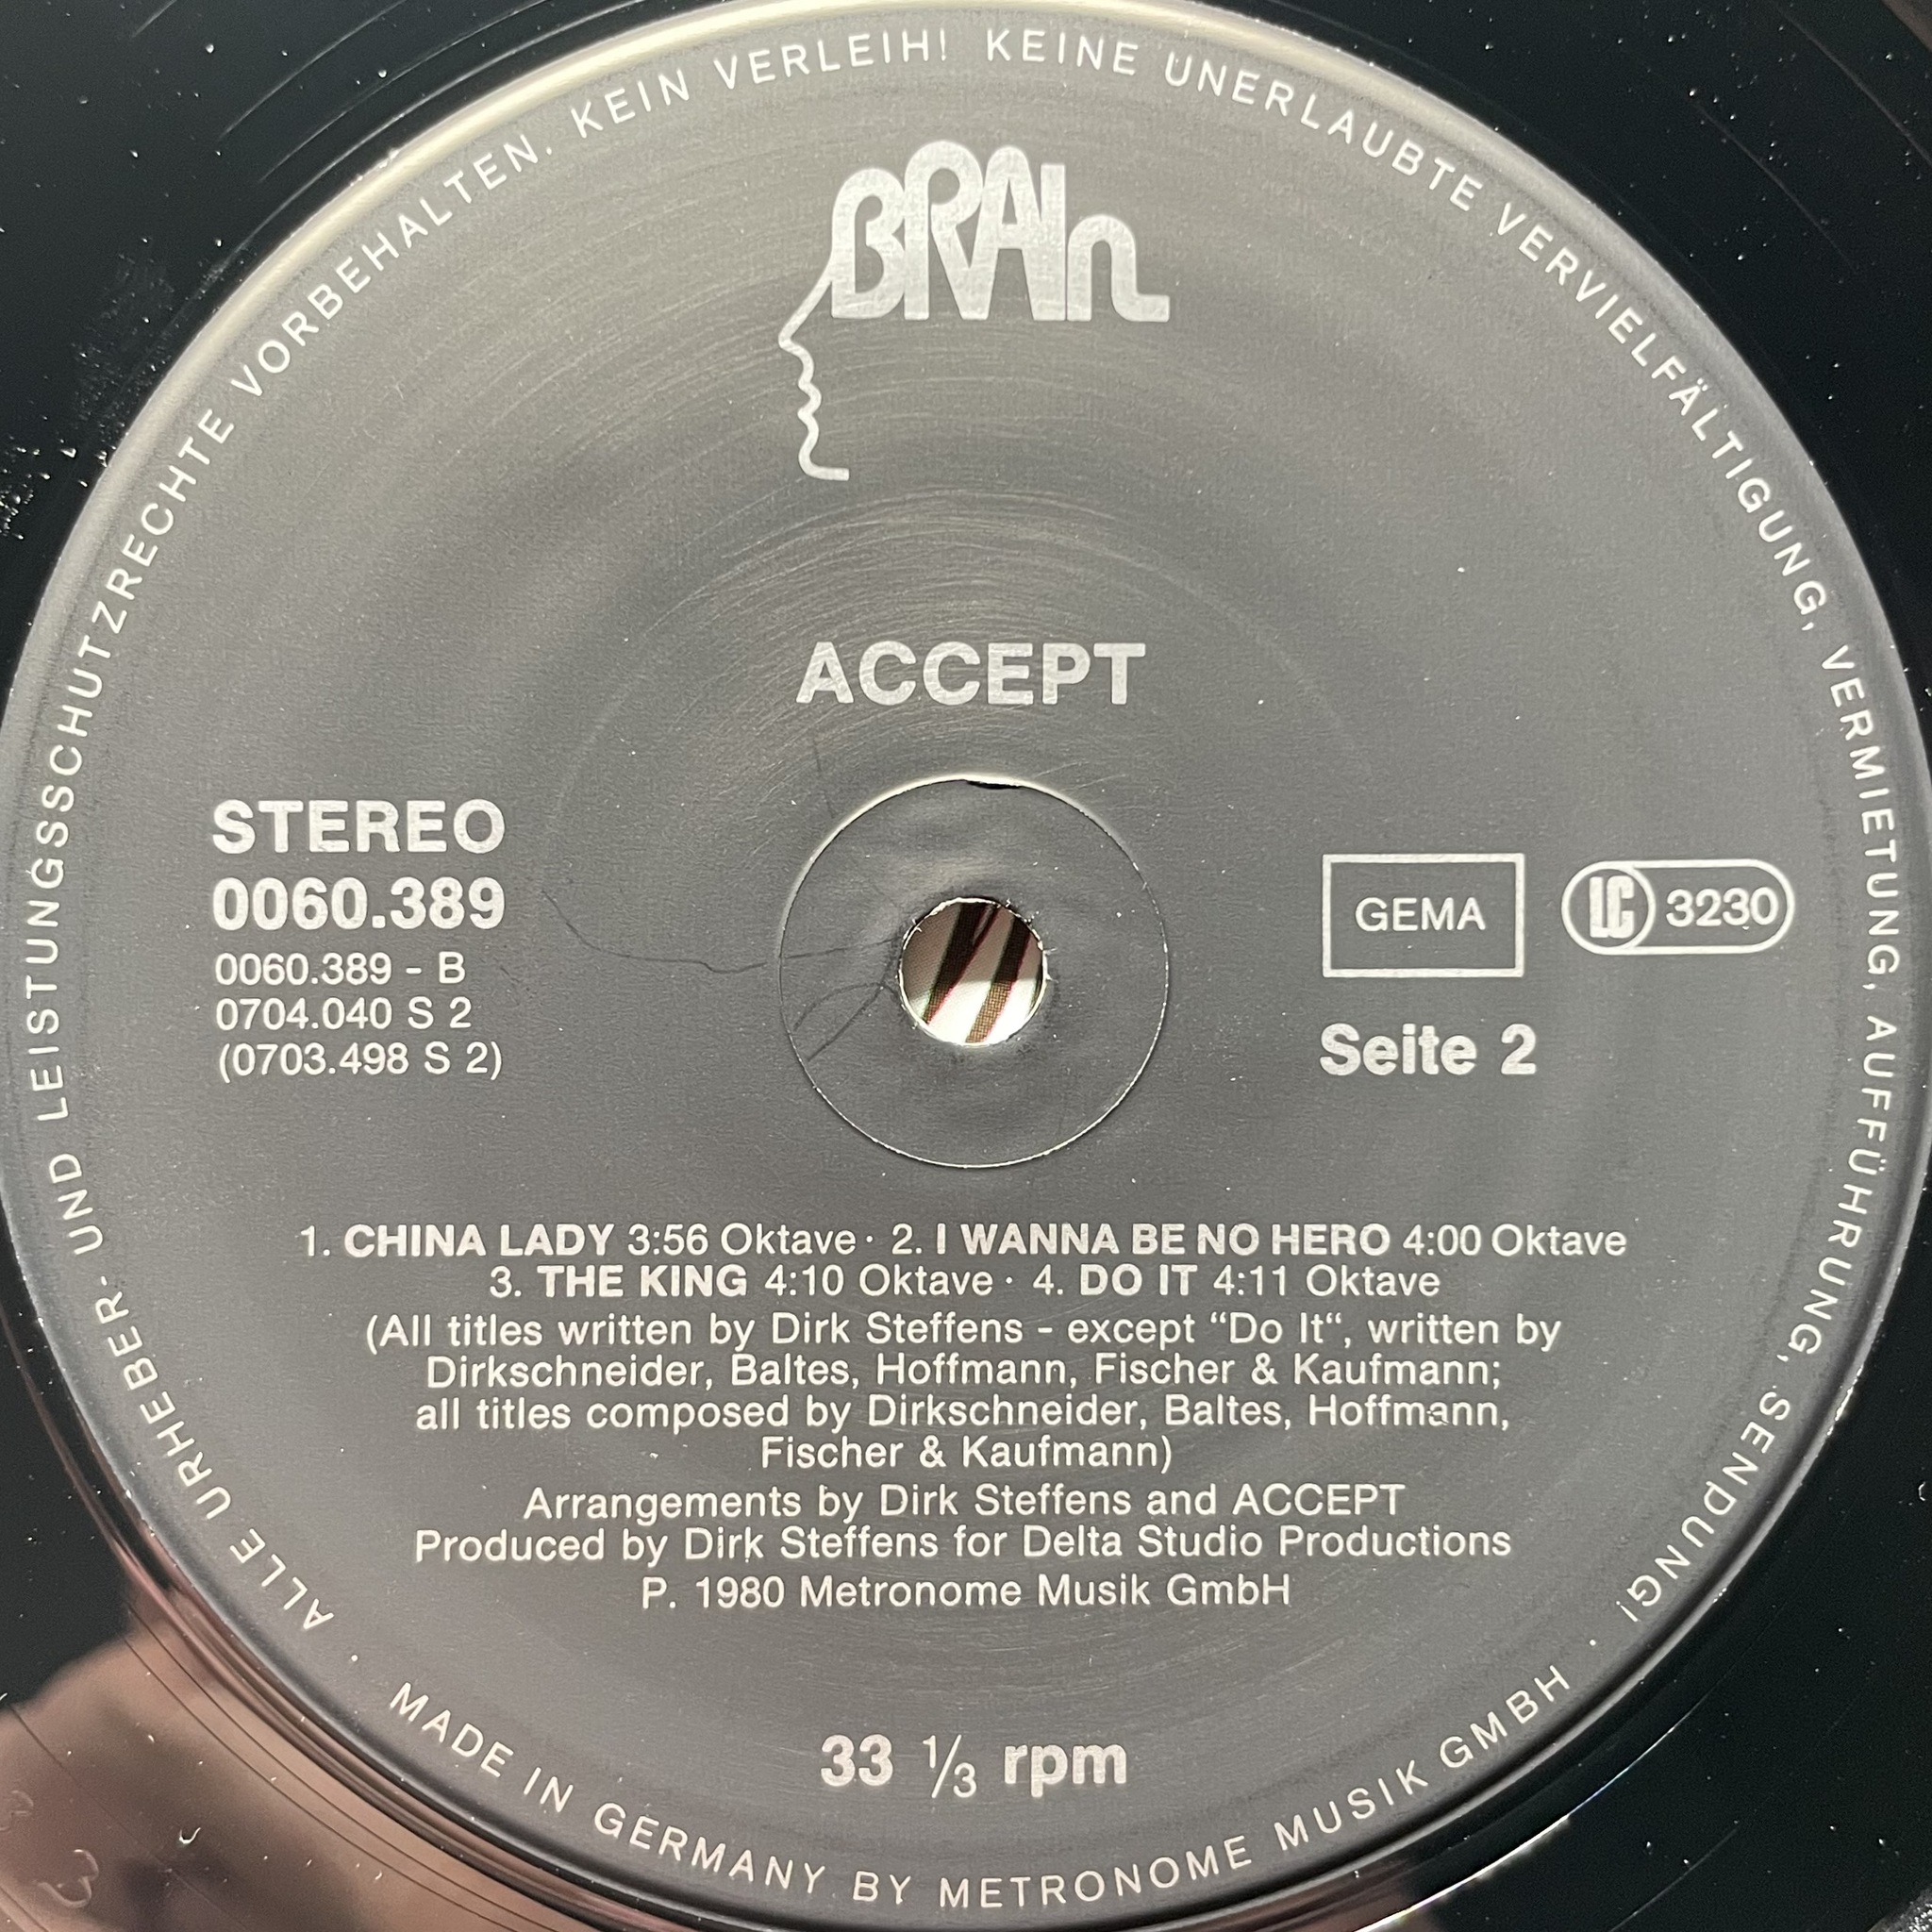 ALLE URHEBER- UND LEISTUNGSSCHUTZRECHTE VORBEHALTEN. KEIN VERLEIH! KEINE UNERLAUBTE VERVIELFÄLTIGUNG, VERMIETUNG, AUFFÜHRUNG, SENDUNG!
BRAIn
ACCEPT
STEREO
0060.389
0060.389 - B
0704.040 S 2
(0703.498 S 2)
GEMA
LC 3230
Seite 2
1. CHINA LADY 3:56 Oktave · 2. I WANNA BE NO HERO 4:00 Oktave
3. THE KING 4:10 Oktave · 4. DO IT 4:11 Oktave
(All titles written by Dirk Steffens - except “Do It“, written by
Dirkschneider, Baltes, Hoffmann, Fischer & Kaufmann;
all titles composed by Dirkschneider, Baltes, Hoffmann,
Fischer & Kaufmann)
Arrangements by Dirk Steffens and ACCEPT
Produced by Dirk Steffens for Delta Studio Productions
P. 1980 Metronome Musik GmbH
33 ⅓ rpm
· MADE IN GERMANY BY METRONOME MUSIK GMBH ·